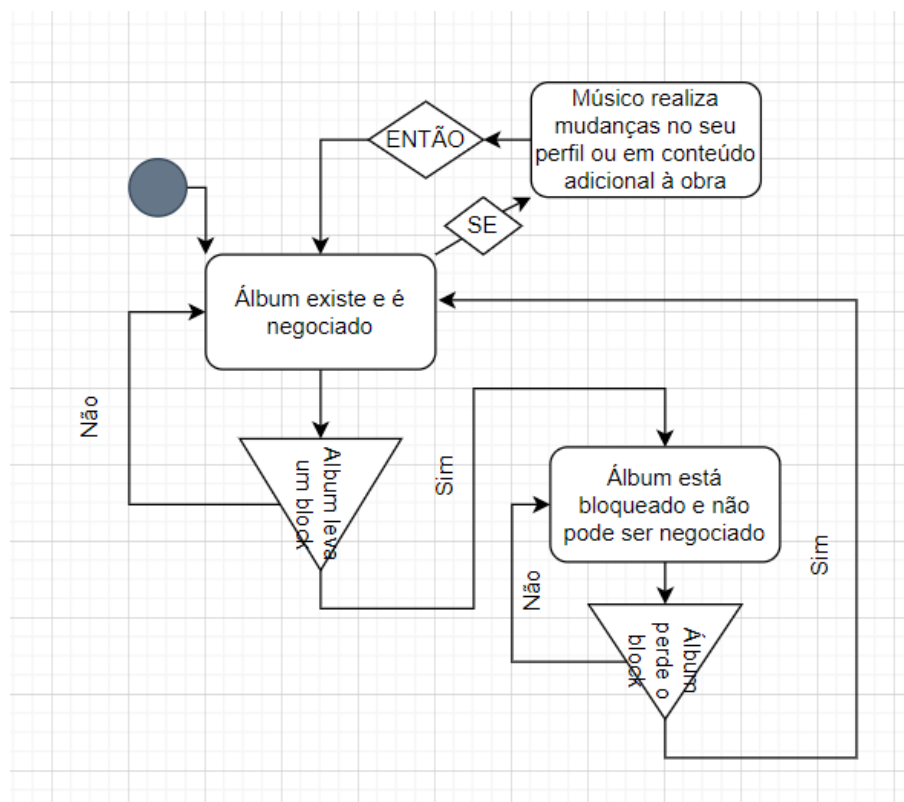 Músico realiza
mudanças no seu
perfil ou em conteúdo
adicional à obra
ENTÃO
SE
Álbum existe e é
negociado
Não
Album leva
um block
Sim
Álbum está
bloqueado e não
pode ser negociado
Não
Álbum
perde o
block
Sim